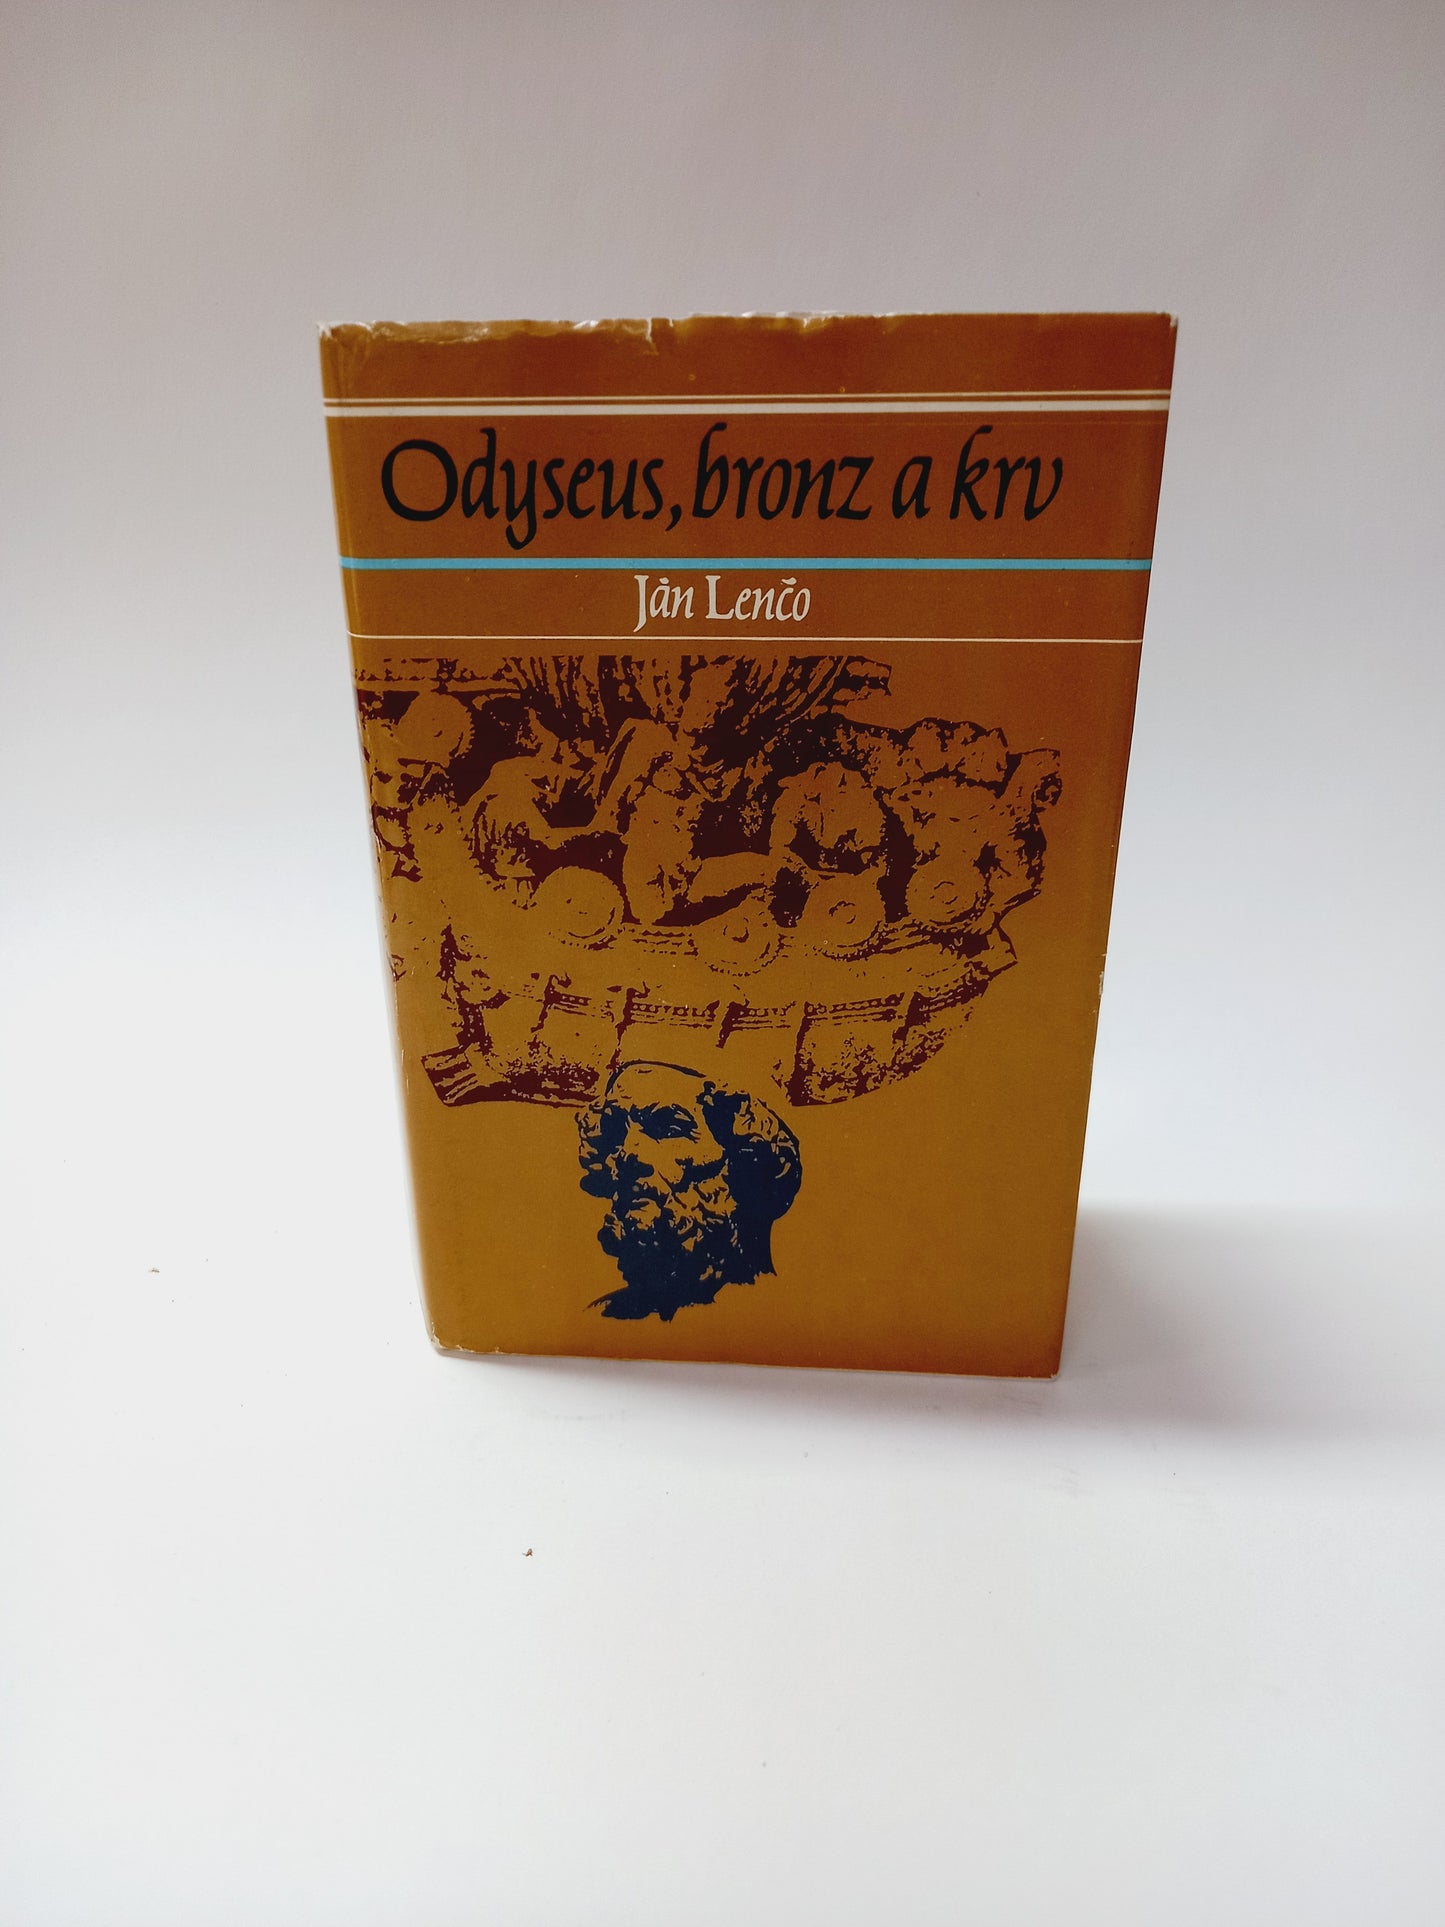 Odyseus, bronz a krv
Ján Lenčo